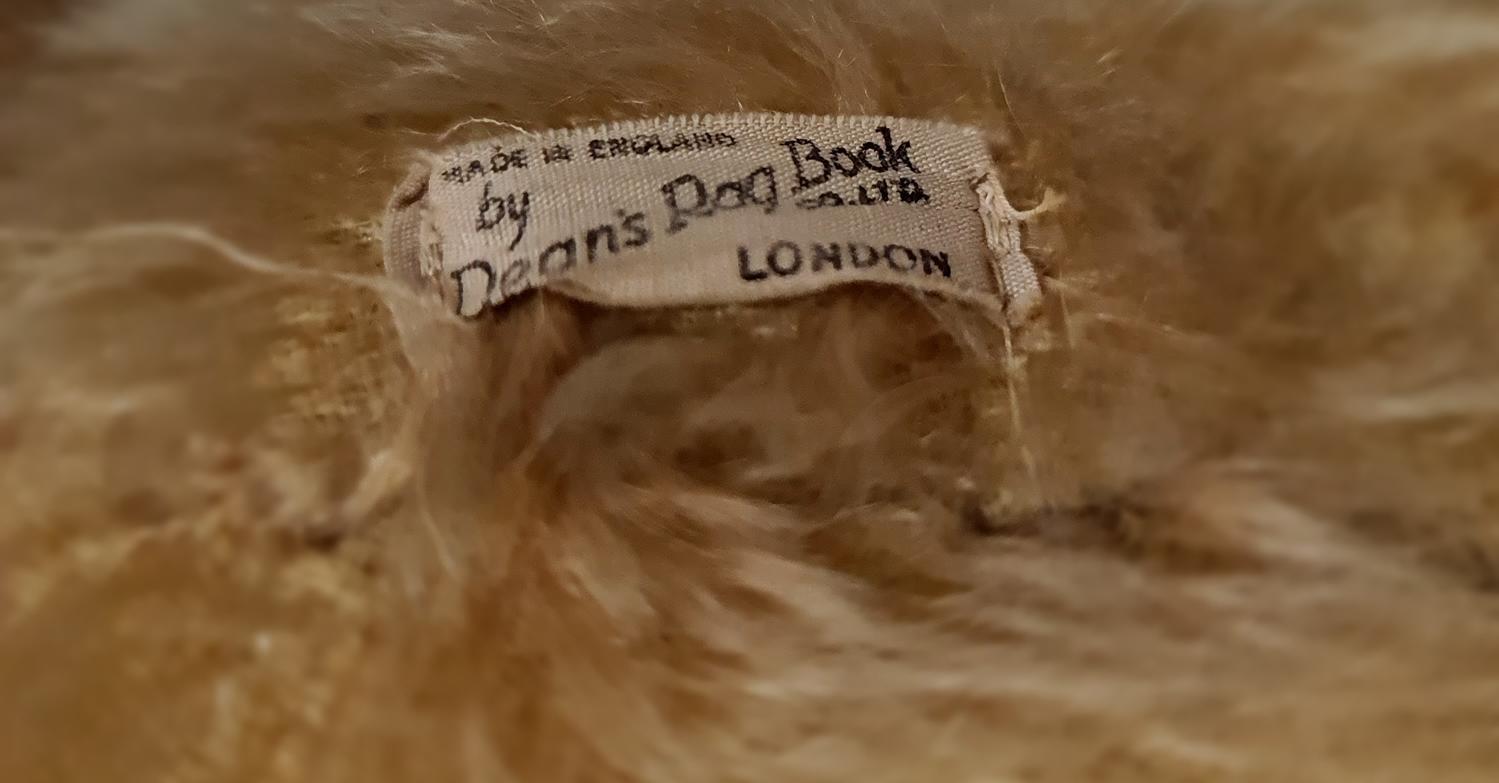 MADE IN ENGLAND
by
Dean's Rag Book
CO. LTD.
LONDON